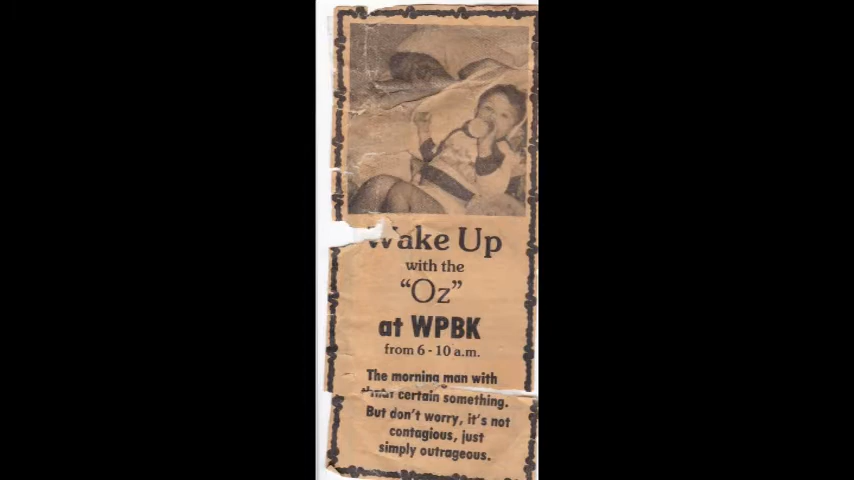 Wake Up
with the
“Oz”
at WPBK
from 6 - 10 a.m.
The morning man with
that certain something.
But don't worry, it's not
contagious, just
simply outrageous.